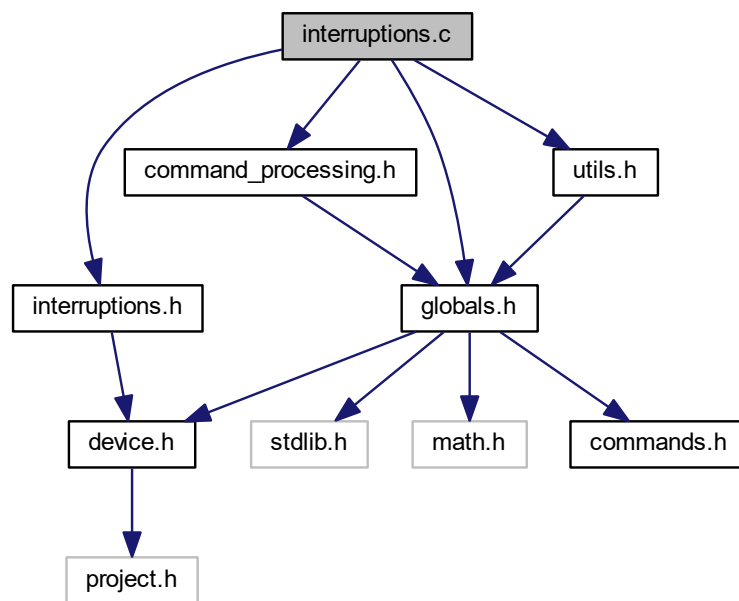 interruptions.c
command_processing.h
utils.h
interruptions.h
globals.h
device.h
stdlib.h
math.h
commands.h
project.h